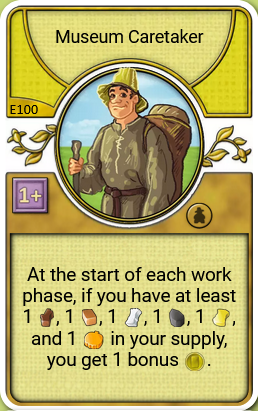 Museum Caretaker
E100
1+
At the start of each work
phase, if you have at least
1 , 1 , 1 , 1 , 1 ,
and 1 in your supply,
you get 1 bonus .